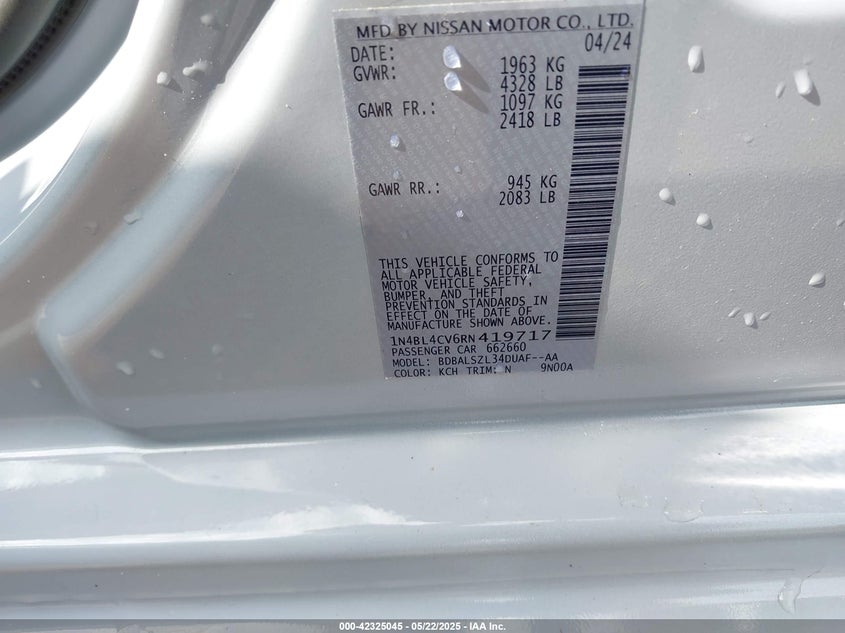 MFD BY NISSAN MOTOR CO., LTD.
DATE: 04/24
GVWR: 1963 KG
4328 LB
GAWR FR.: 1097 KG
2418 LB
GAWR RR.: 945 KG
2083 LB
THIS VEHICLE CONFORMS TO
ALL APPLICABLE FEDERAL
MOTOR VEHICLE SAFETY,
BUMPER, AND THEFT
PREVENTION STANDARDS IN
EFFECT ON THE DATE OF
MANUFACTURE SHOWN ABOVE.
1N4BL4CV6RN419717
PASSENGER CAR 662660
MODEL: BDBALSZL34DUAF--AA
COLOR: KCH TRIM: N 9N00A
000-42325045 - 05/22/2025 - IAA Inc.